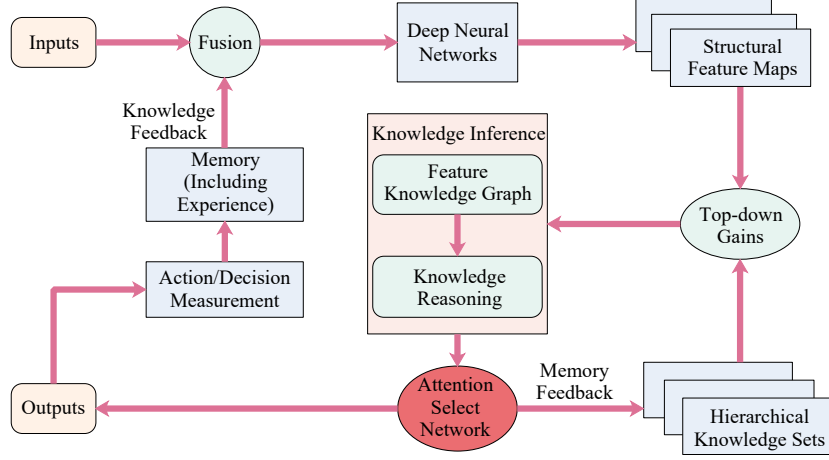 Inputs
Fusion
Deep Neural
Networks
Structural
Feature Maps
Knowledge
Feedback
Knowledge Inference
Memory
(Including
Experience)
Feature
Knowledge Graph
Top-down
Gains
Action/Decision
Measurement
Knowledge
Reasoning
Outputs
Attention
Select
Network
Memory
Feedback
Hierarchical
Knowledge Sets